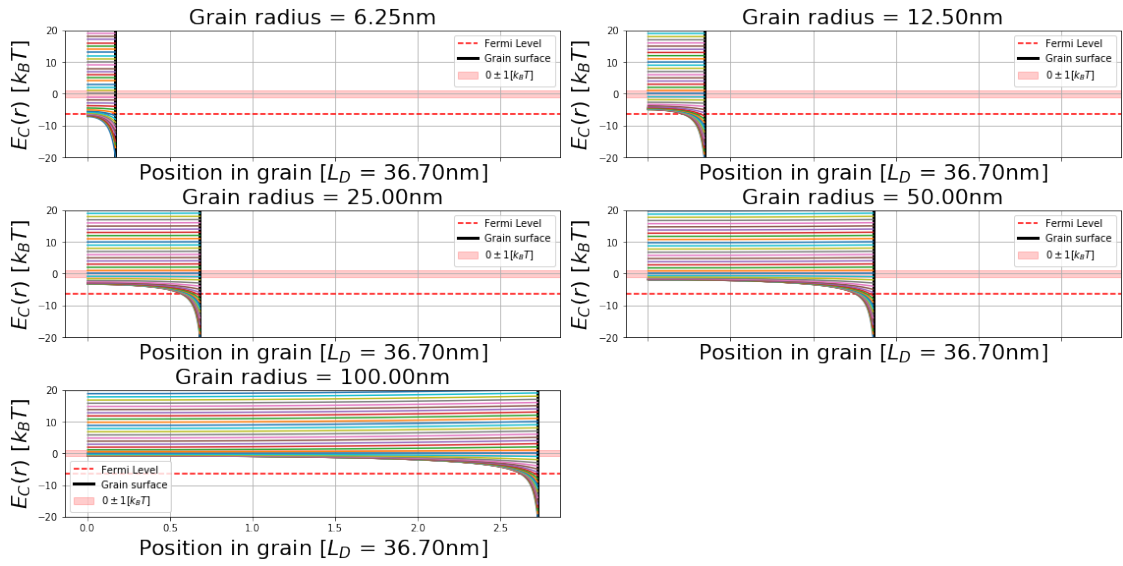 Grain radius = 6.25nm
E_C(r) [k_BT]
20
10
0
−10
−20
Fermi Level
Grain surface
0 ± 1[k_BT]
Position in grain [L_D = 36.70nm]
Grain radius = 12.50nm
E_C(r) [k_BT]
20
10
0
−10
−20
Fermi Level
Grain surface
0 ± 1[k_BT]
Position in grain [L_D = 36.70nm]
Grain radius = 25.00nm
E_C(r) [k_BT]
20
10
0
−10
−20
Fermi Level
Grain surface
0 ± 1[k_BT]
Position in grain [L_D = 36.70nm]
Grain radius = 50.00nm
E_C(r) [k_BT]
20
10
0
−10
−20
Fermi Level
Grain surface
0 ± 1[k_BT]
Position in grain [L_D = 36.70nm]
Grain radius = 100.00nm
E_C(r) [k_BT]
20
10
0
−10
−20
Fermi Level
Grain surface
0 ± 1[k_BT]
0.0 0.5 1.0 1.5 2.0 2.5
Position in grain [L_D = 36.70nm]